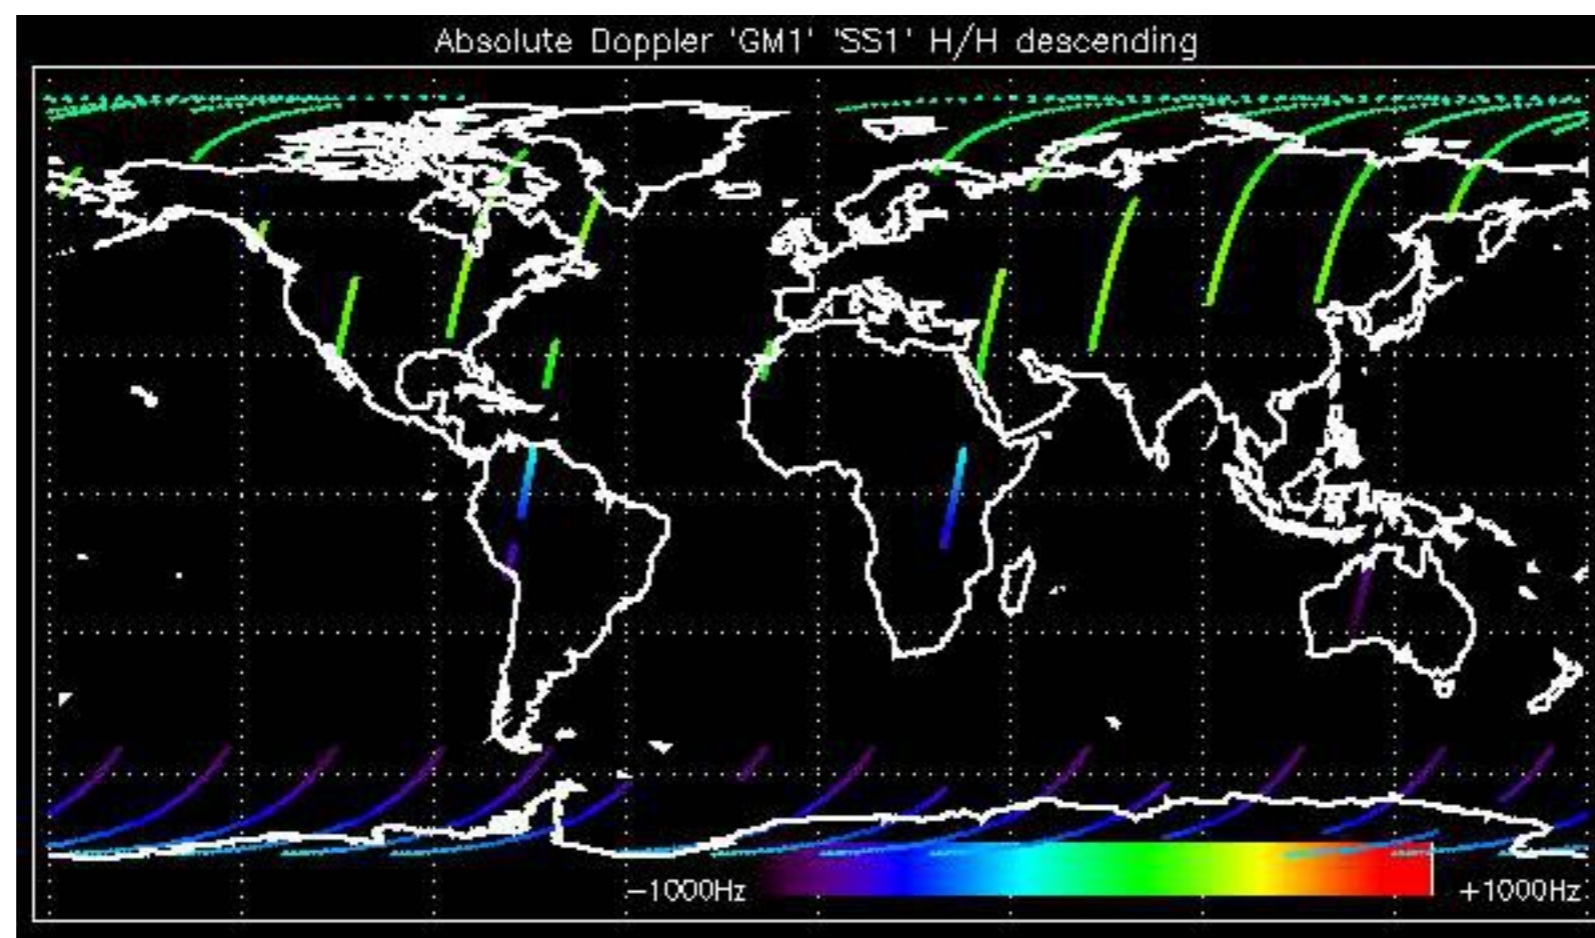 Absolute Doppler 'GM1' 'SS1' H/H descending
-1000Hz +1000Hz